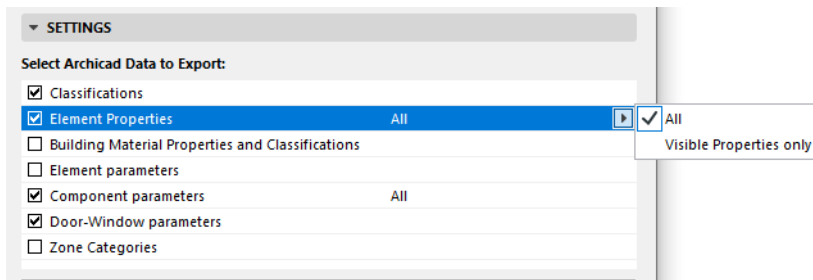 SETTINGS
Select Archicad Data to Export:
Classifications
Element Properties All
All
Visible Properties only
Building Material Properties and Classifications
Element parameters
Component parameters All
Door-Window parameters
Zone Categories